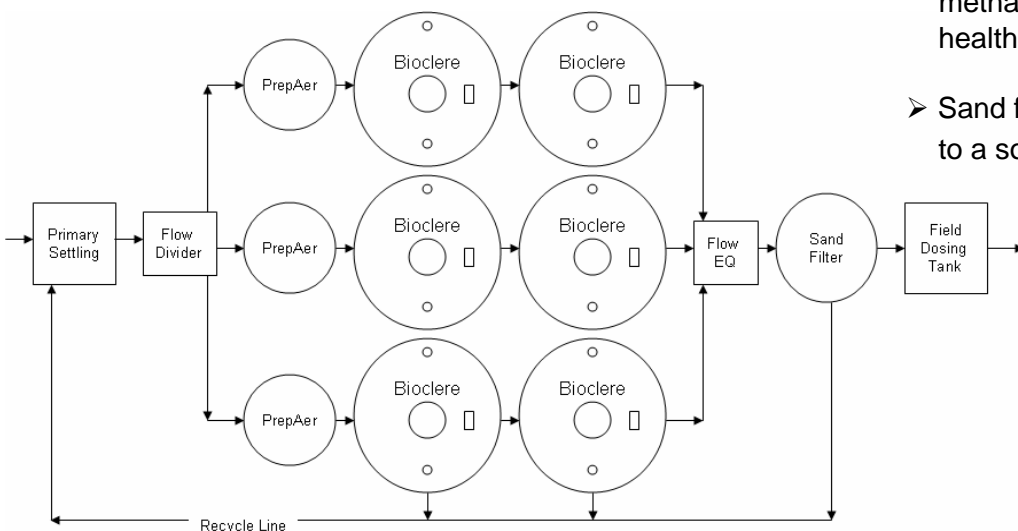 metha
health
➢ Sand f
to a so
PrepAer
Bioclere
Bioclere
Primary
Settling
Flow
Divider
PrepAer
Bioclere
Bioclere
Flow
EQ
Sand
Filter
Field
Dosing
Tank
PrepAer
Bioclere
Bioclere
Recycle Line